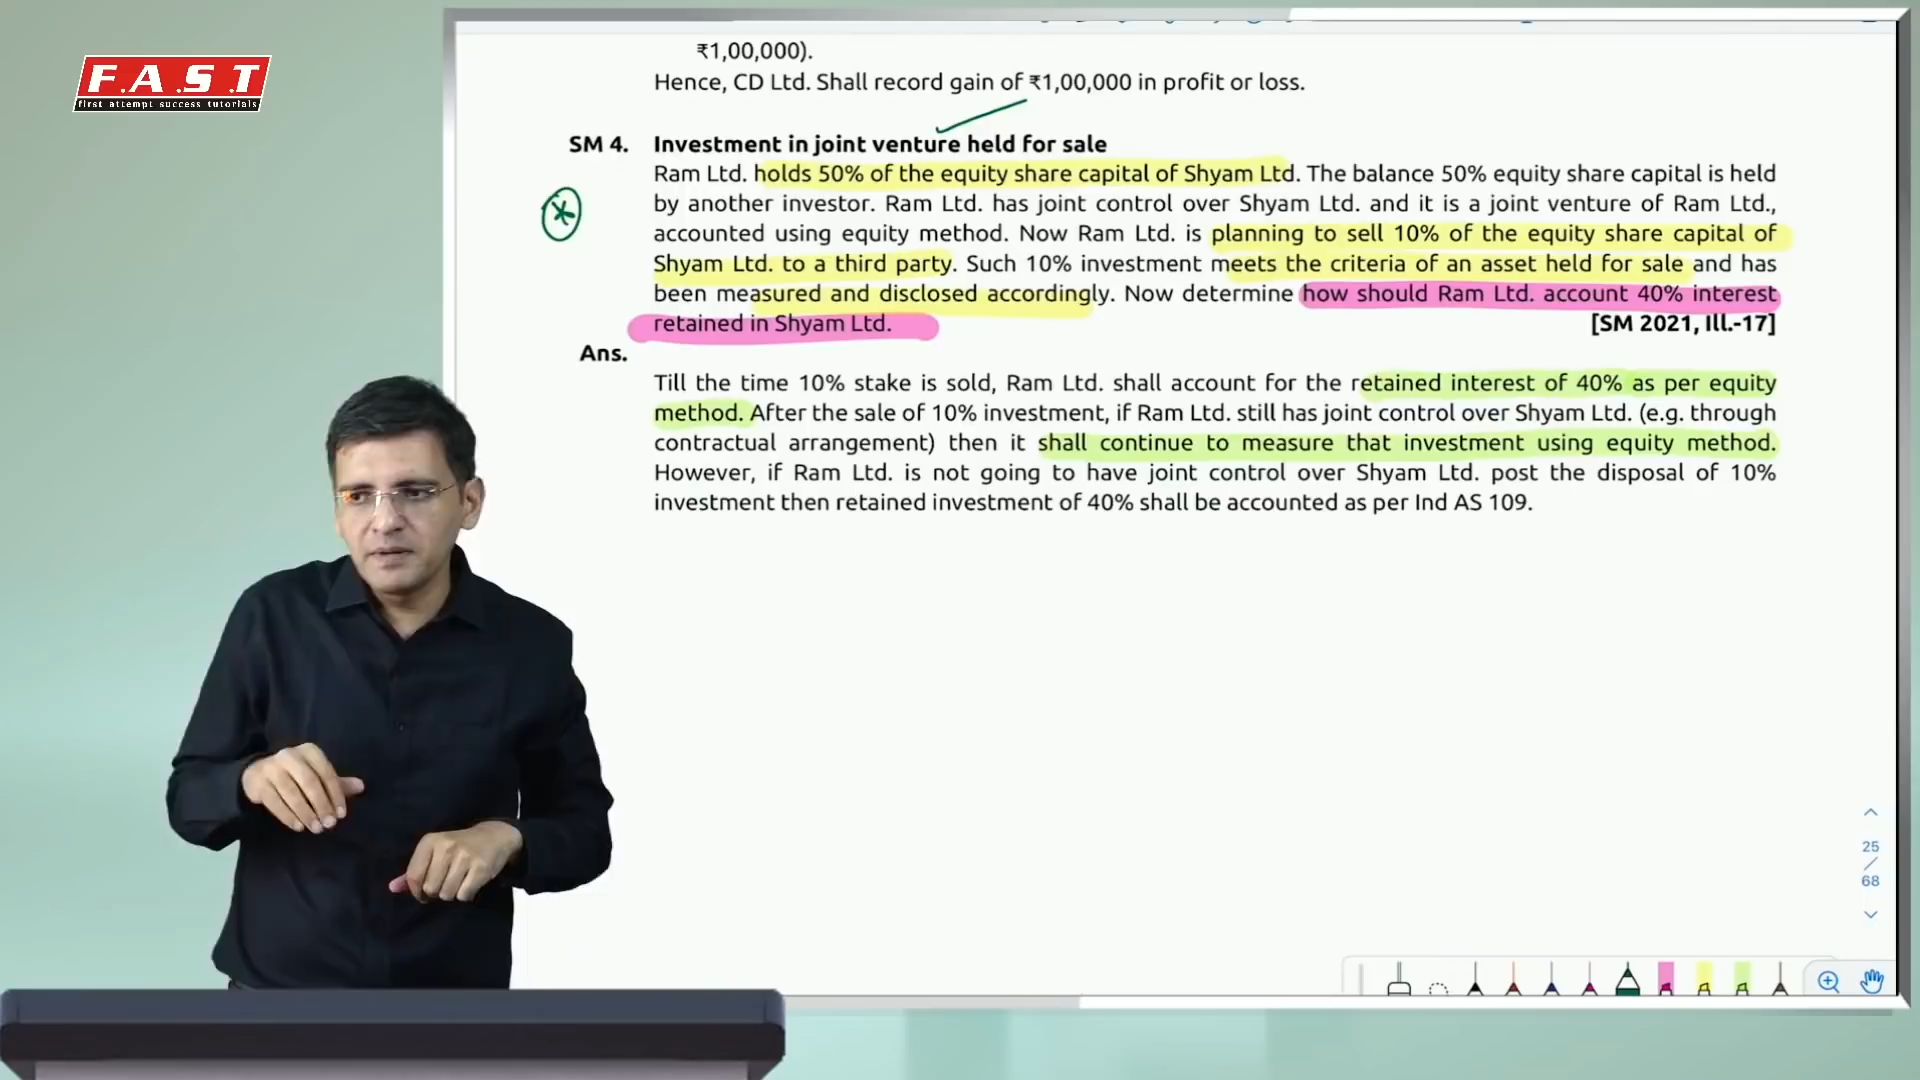 F.A.S.T
first attempt success tutorials
₹1,00,000).
Hence, CD Ltd. Shall record gain of ₹1,00,000 in profit or loss.
SM 4. Investment in joint venture held for sale
Ram Ltd. holds 50% of the equity share capital of Shyam Ltd. The balance 50% equity share capital is held
by another investor. Ram Ltd. has joint control over Shyam Ltd. and it is a joint venture of Ram Ltd.,
accounted using equity method. Now Ram Ltd. is planning to sell 10% of the equity share capital of
Shyam Ltd. to a third party. Such 10% investment meets the criteria of an asset held for sale and has
been measured and disclosed accordingly. Now determine how should Ram Ltd. account 40% interest
retained in Shyam Ltd. [SM 2021, Ill.-17]
Ans.
Till the time 10% stake is sold, Ram Ltd. shall account for the retained interest of 40% as per equity
method. After the sale of 10% investment, if Ram Ltd. still has joint control over Shyam Ltd. (e.g. through
contractual arrangement) then it shall continue to measure that investment using equity method.
However, if Ram Ltd. is not going to have joint control over Shyam Ltd. post the disposal of 10%
investment then retained investment of 40% shall be accounted as per Ind AS 109.
25
/
68